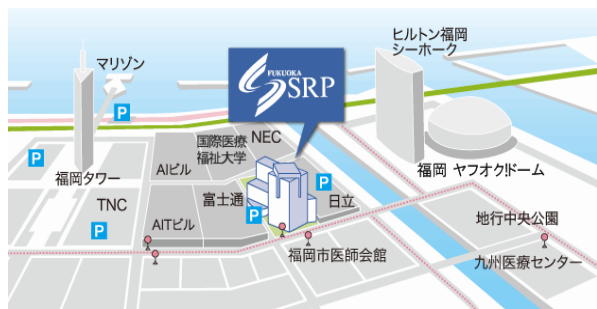 ヒルトン福岡
シーホーク
マリゾン
FUKUOKA
SRP
P
国際医療
福祉大学
NEC
P
AIビル
P
福岡タワー
富士通
P
日立
福岡 ヤフオク!ドーム
TNC
P
AITビル
地行中央公園
福岡市医師会館
九州医療センター